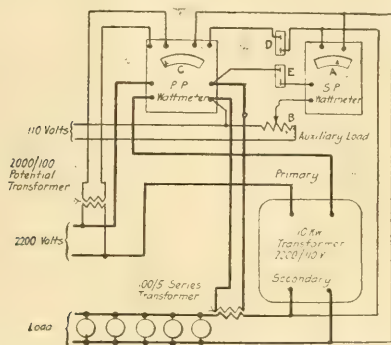 D
C
E
A
P.P.
Wattmeter
S.P.
Wattmeter
110 Volts
B
Auxiliary Load
2000/100
Potential
Transformer
Primary
2200 Volts
10 Kw
Transformer
2200/110 V
Secondary
100/5 Series
Transformer
Load